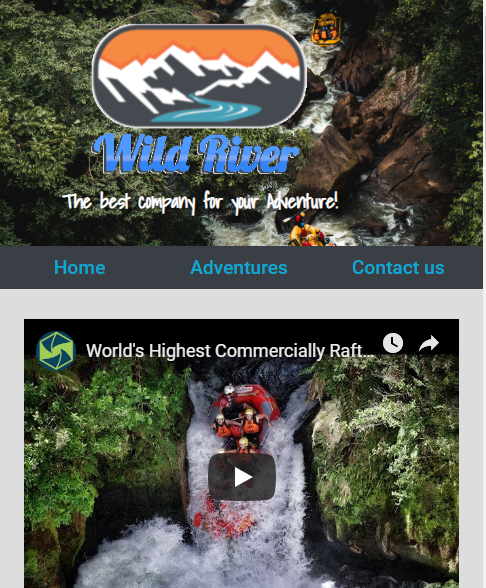 Wild River
The best company for your Adventure!
Home Adventures Contact us
World's Highest Commercially Raft...